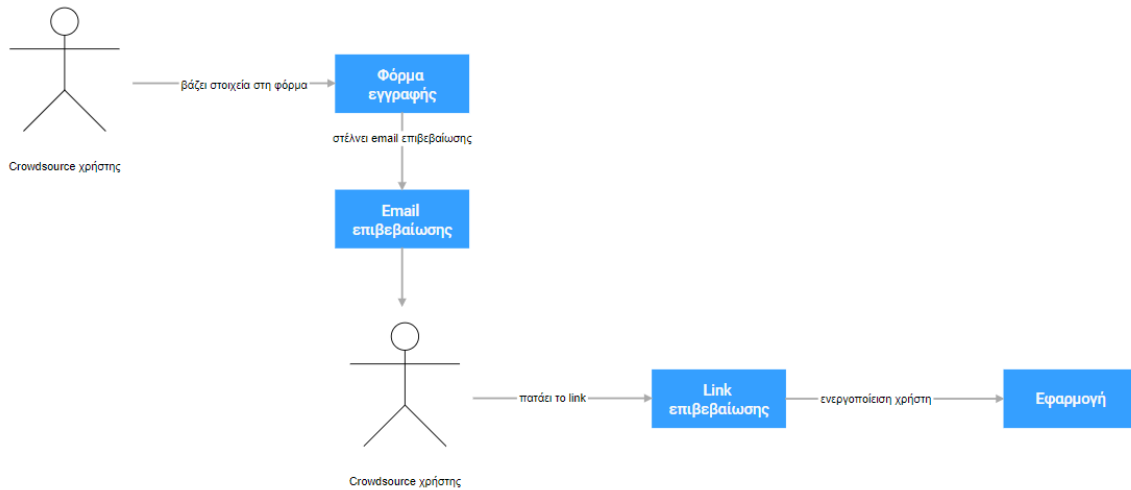 βάζει στοιχεία στη φόρμα
Φόρμα
εγγραφής
στέλνει email επιβεβαίωσης
Crowdsource χρήστης
Email
επιβεβαίωσης
πατάει το link
Link
επιβεβαίωσης
ενεργοποίειση χρήστη
Εφαρμογή
Crowdsource χρήστης